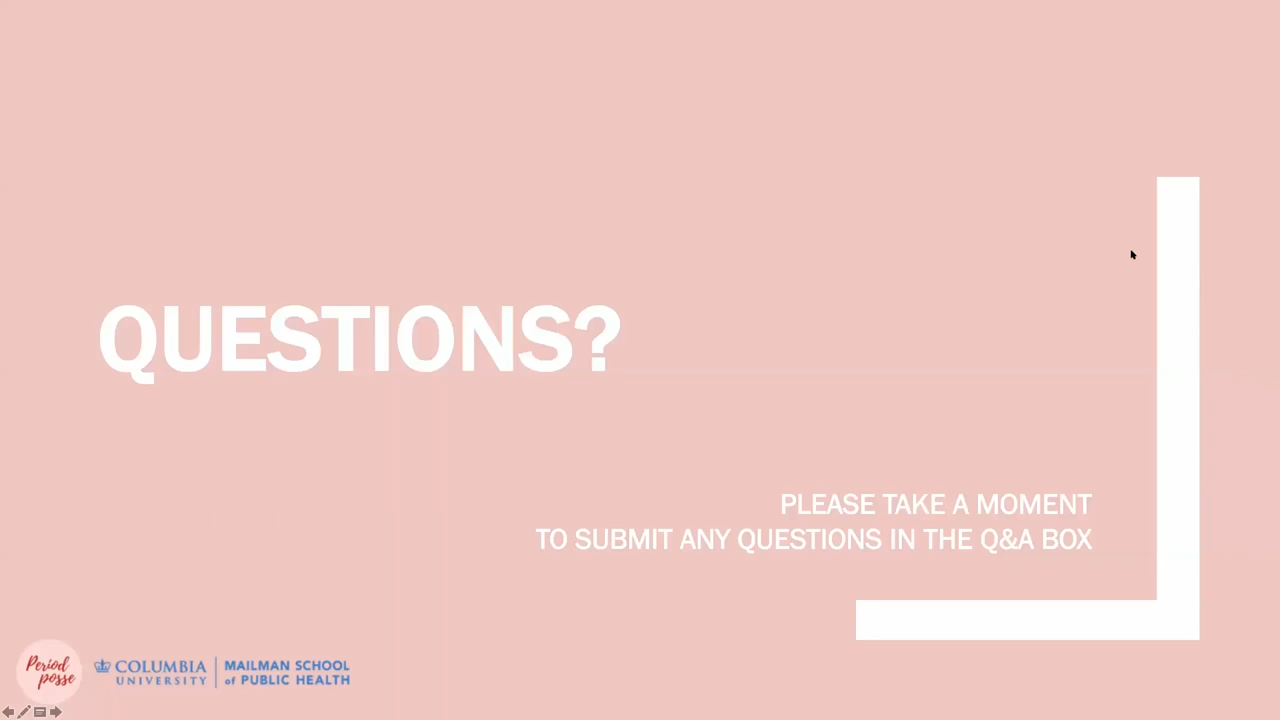 QUESTIONS?
PLEASE TAKE A MOMENT
TO SUBMIT ANY QUESTIONS IN THE Q&A BOX
Period
posse
COLUMBIA
UNIVERSITY
MAILMAN SCHOOL
of PUBLIC HEALTH